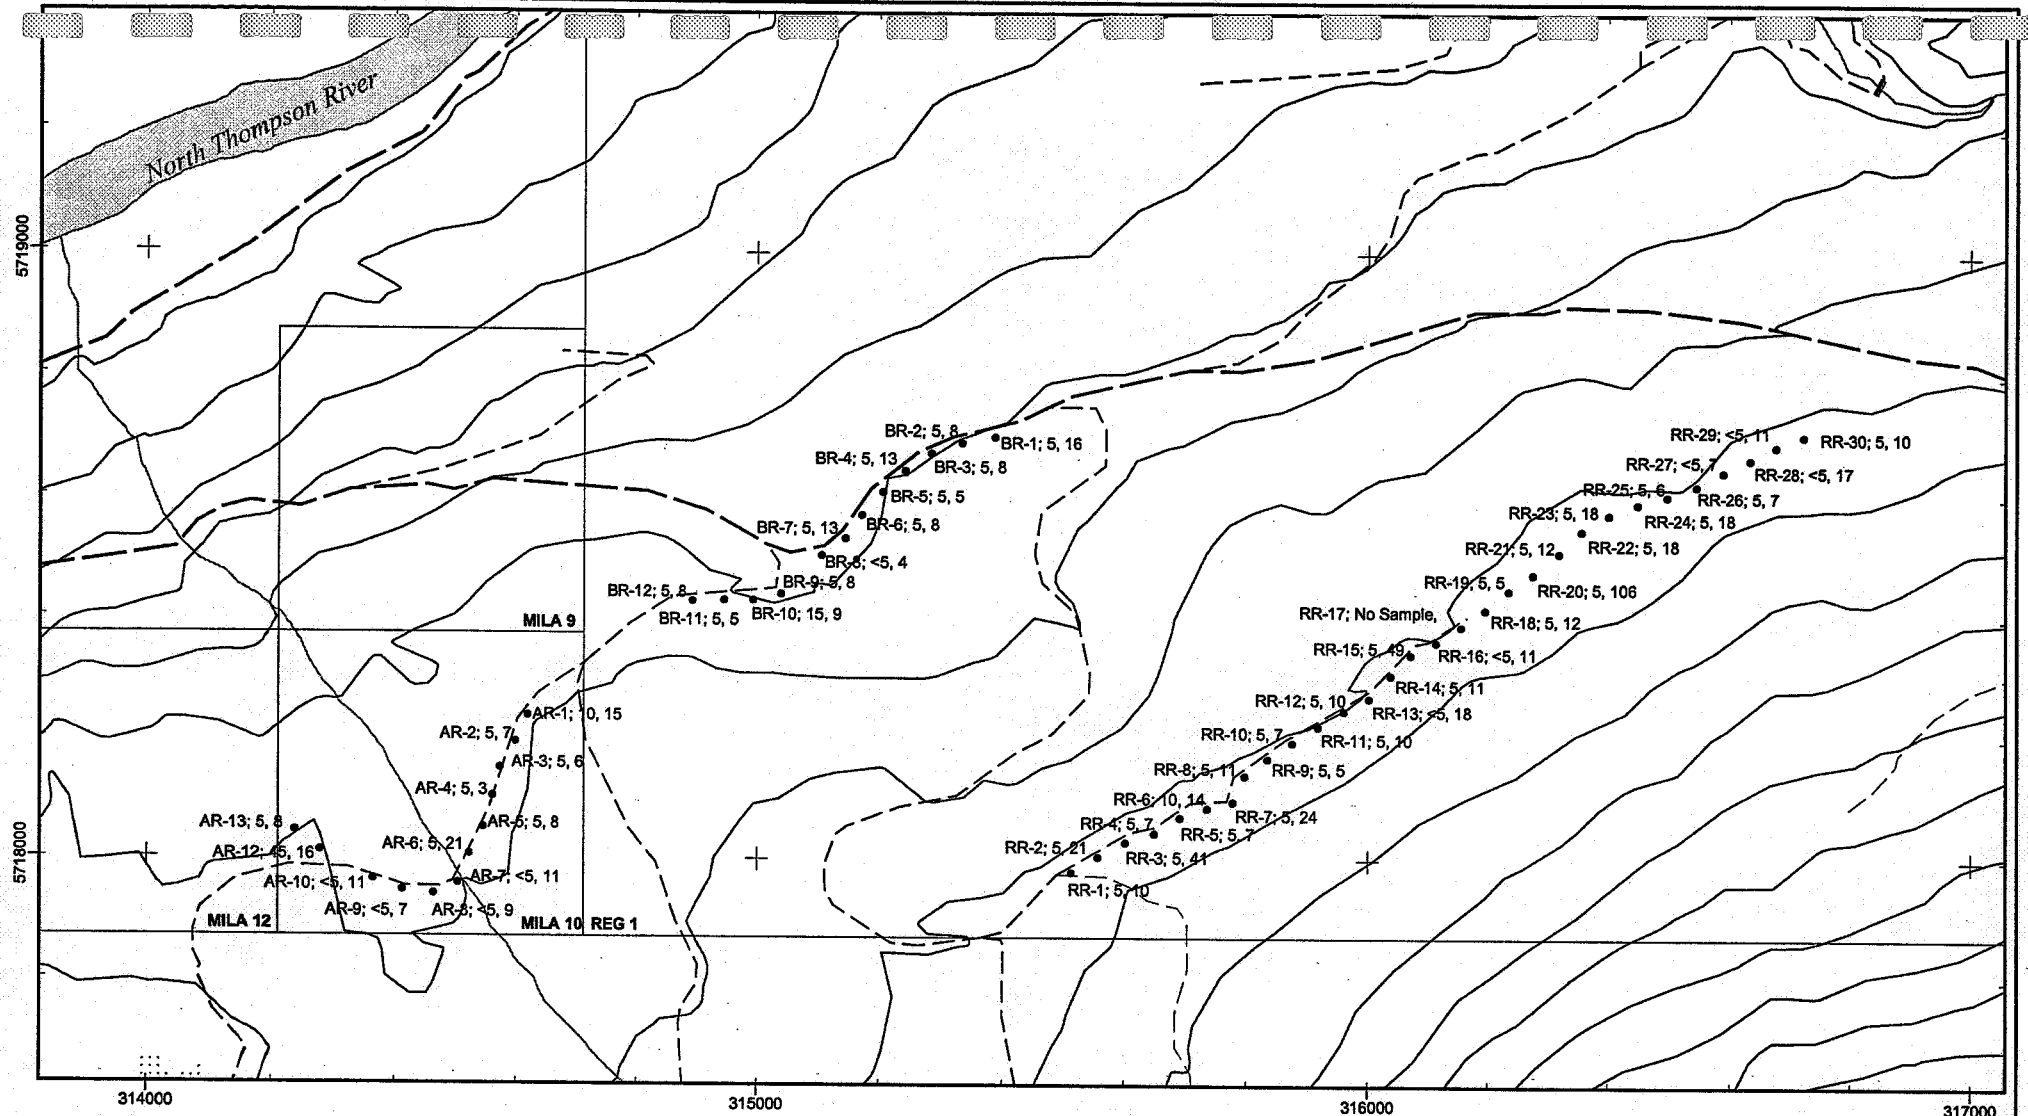 North Thompson River
5719000
BR-2; 5, 8
BR-1; 5, 16
BR-4; 5, 13
BR-3; 5, 8
BR-5; 5, 5
BR-7; 5, 13
BR-6; 5, 8
BR-8; <5, 4
BR-9; 5, 8
BR-12; 5, 8
BR-11; 5, 5
BR-10; 15, 9
MILA 9
RR-29; <5, 11
RR-30; 5, 10
RR-27; <5, 7
RR-28; <5, 17
RR-25; 5, 6
RR-26; 5, 7
RR-23; 5, 18
RR-24; 5, 18
RR-21; 5, 12
RR-22; 5, 18
RR-19; 5, 5
RR-20; 5, 106
RR-17; No Sample,
RR-18; 5, 12
RR-15; 5, 49
RR-16; <5, 11
RR-14; 5, 11
RR-12; 5, 10
RR-13; <5, 18
RR-10; 5, 7
RR-11; 5, 10
RR-8; 5, 11
RR-9; 5, 5
RR-6; 10, 14
RR-7; 5, 24
RR-4; 5, 7
RR-5; 5, 7
RR-2; 5, 21
RR-3; 5, 41
RR-1; 5, 10
AR-1; 10, 15
AR-2; 5, 7
AR-3; 5, 6
AR-4; 5, 3
AR-5; 5, 8
AR-13; 5, 8
AR-6; 5, 21
AR-12; 45, 16
AR-10; <5, 11
AR-7; <5, 11
AR-9; <5, 7
AR-8; <5, 9
5718000
MILA 12
MILA 10
REG 1
314000
315000
316000
317000